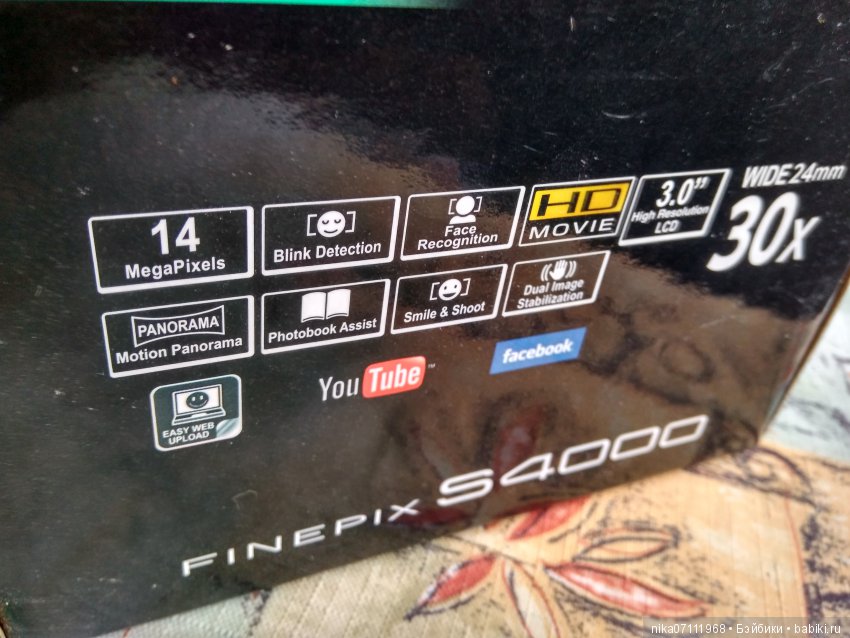 14
MegaPixels
Blink Detection
Face
Recognition
HD
MOVIE
3.0”
High Resolution
LCD
WIDE 24mm
30x
PANORAMA
Motion Panorama
Photobook Assist
Smile & Shoot
Dual Image
Stabilization
EASY WEB
UPLOAD
YouTube™
facebook
FINEPIX S4000
nika07111968 • Бэйбики • babiki.ru